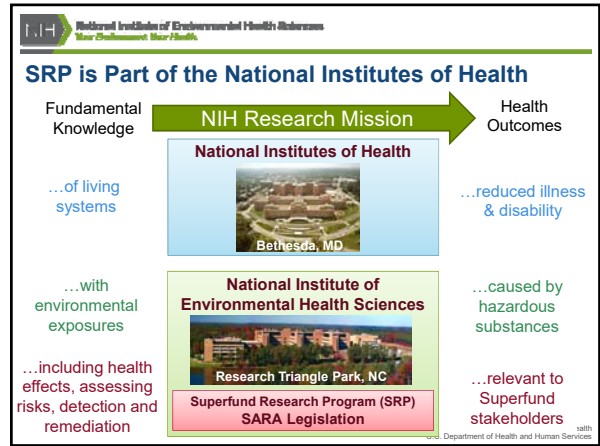 NIH National Institute of Environmental Health Sciences
Your Environment. Your Health.
SRP is Part of the National Institutes of Health
Fundamental
Knowledge
NIH Research Mission
Health
Outcomes
National Institutes of Health
…of living
systems
Bethesda, MD
…reduced illness
& disability
…with
environmental
exposures
National Institute of
Environmental Health Sciences
Research Triangle Park, NC
…caused by
hazardous
substances
…including health
effects, assessing
risks, detection and
remediation
Superfund Research Program (SRP)
SARA Legislation
…relevant to
Superfund
stakeholders
Department of Health and Human Services